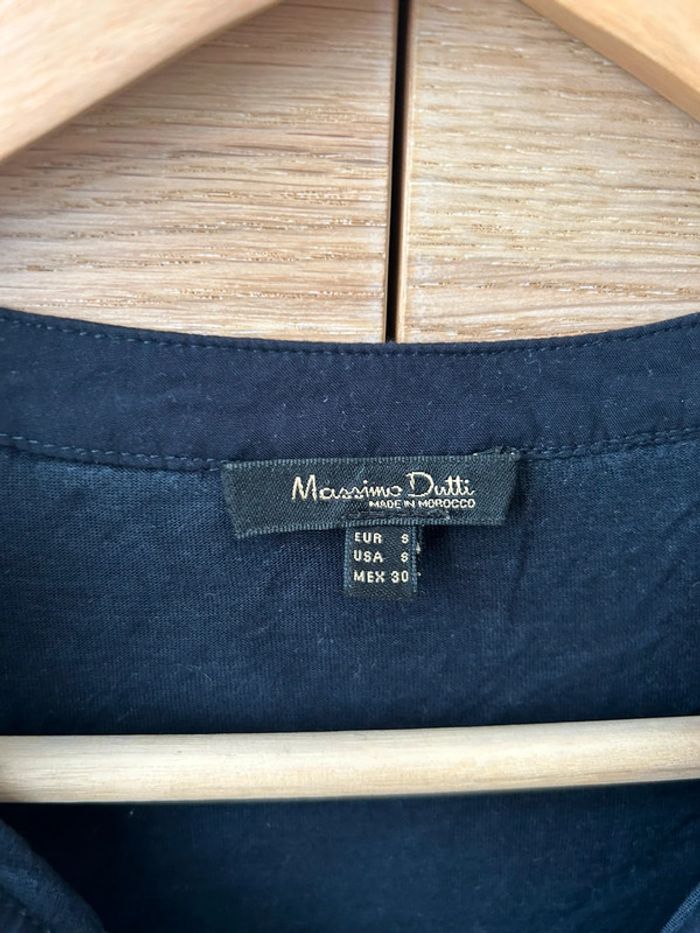 Massimo Dutti
MADE IN MOROCCO
EUR S
USA S
MEX 30